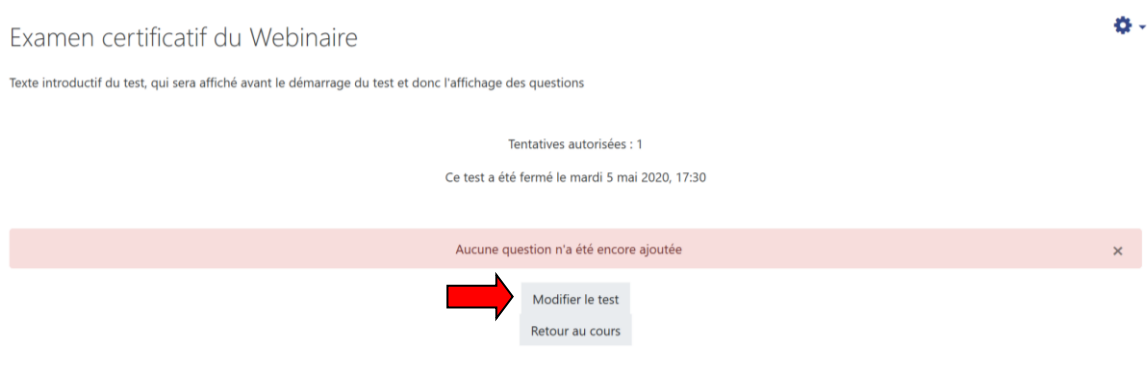 Examen certificatif du Webinaire
Texte introductif du test, qui sera affiché avant le démarrage du test et donc l'affichage des questions
Tentatives autorisées : 1
Ce test a été fermé le mardi 5 mai 2020, 17:30
Aucune question n'a été encore ajoutée
×
Modifier le test
Retour au cours